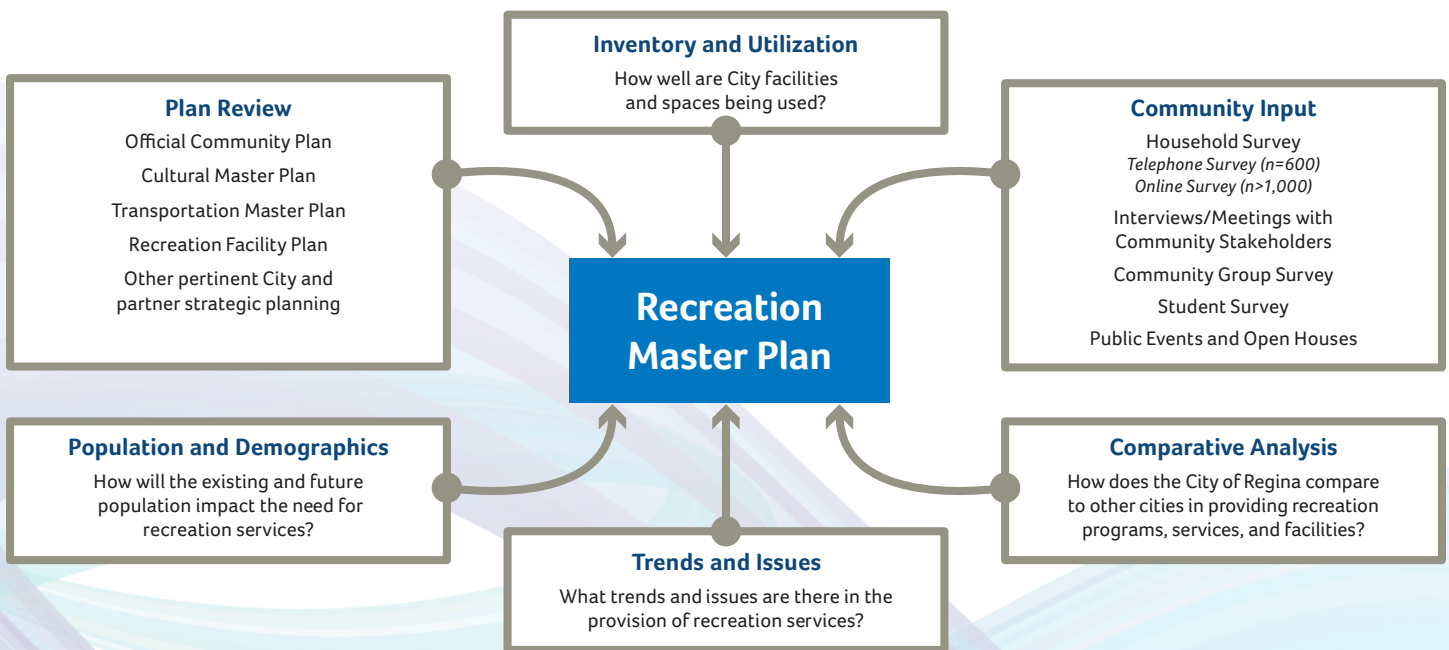 Inventory and Utilization
How well are City facilities
and spaces being used?
Plan Review
Official Community Plan
Cultural Master Plan
Transportation Master Plan
Recreation Facility Plan
Other pertinent City and
partner strategic planning
Community Input
Household Survey
Telephone Survey (n=600)
Online Survey (n>1,000)
Interviews/Meetings with
Community Stakeholders
Community Group Survey
Student Survey
Public Events and Open Houses
Recreation
Master Plan
Population and Demographics
How will the existing and future
population impact the need for
recreation services?
Trends and Issues
What trends and issues are there in the
provision of recreation services?
Comparative Analysis
How does the City of Regina compare
to other cities in providing recreation
programs, services, and facilities?